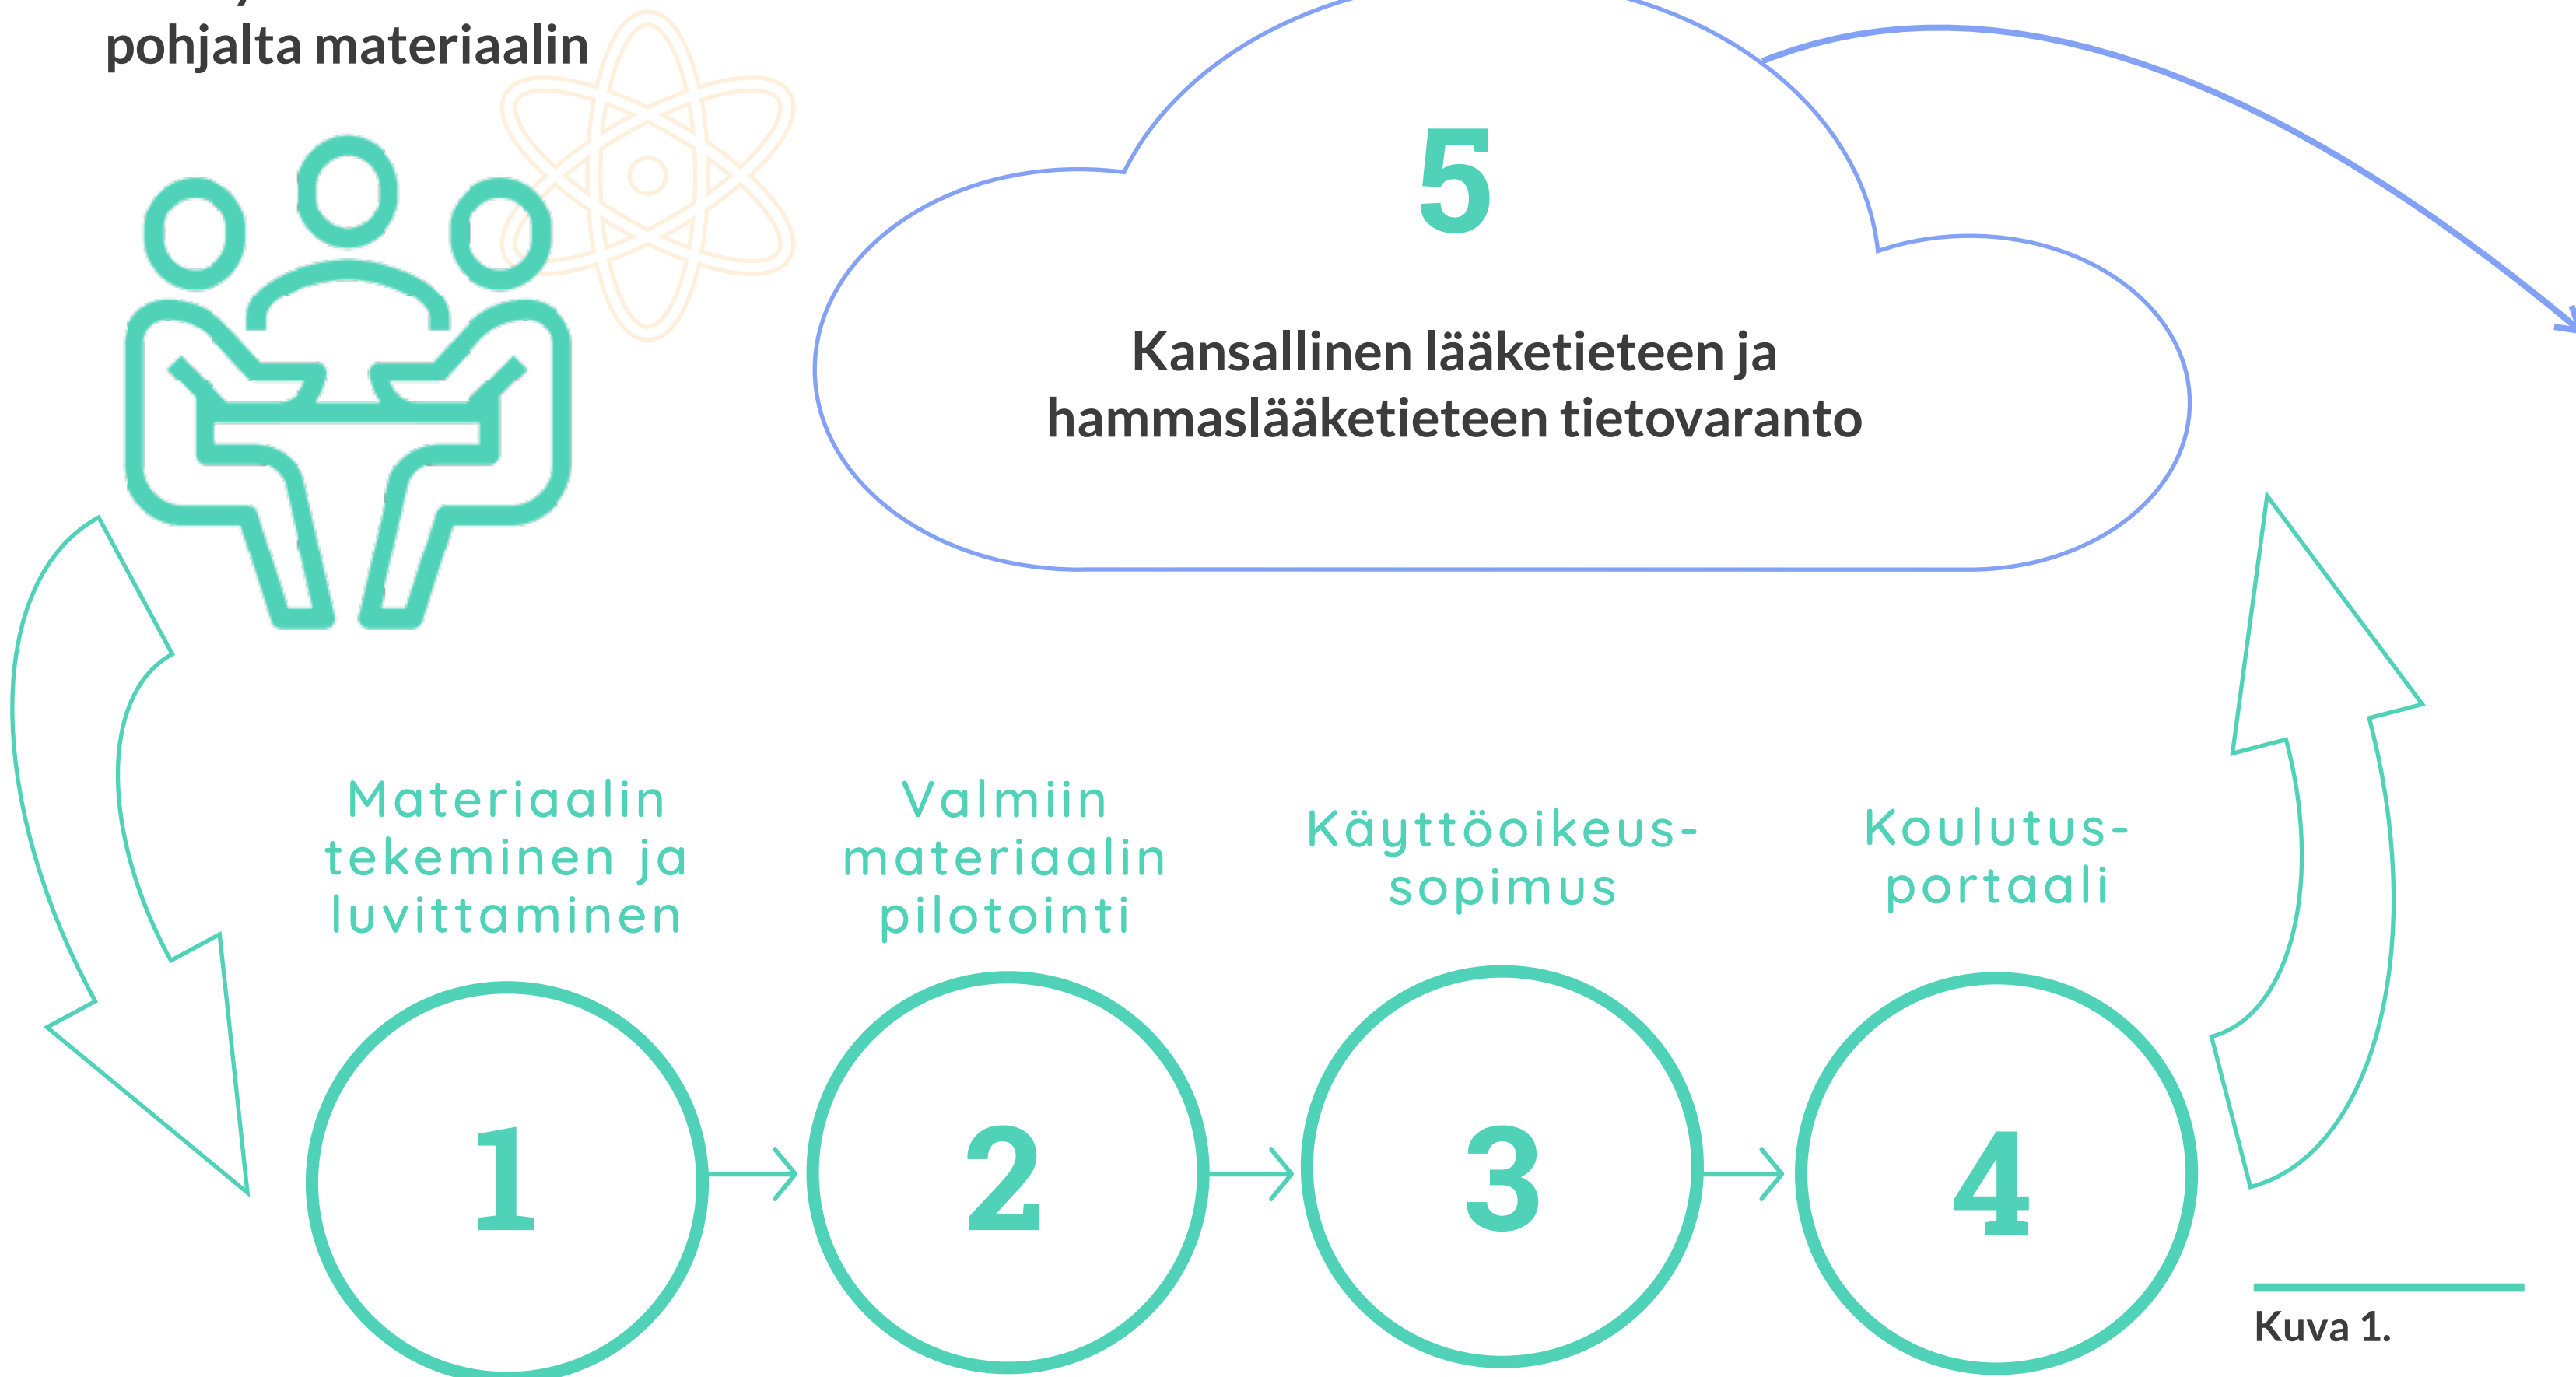 pohjalta materiaalin
5
Kansallinen lääketieteen ja
hammaslääketieteen tietovaranto
Materiaalin
tekeminen ja
luvittaminen
Valmiin
materiaalin
pilotointi
Käyttöoikeus-
sopimus
Koulutus-
portaali
1
2
3
4
Kuva 1.